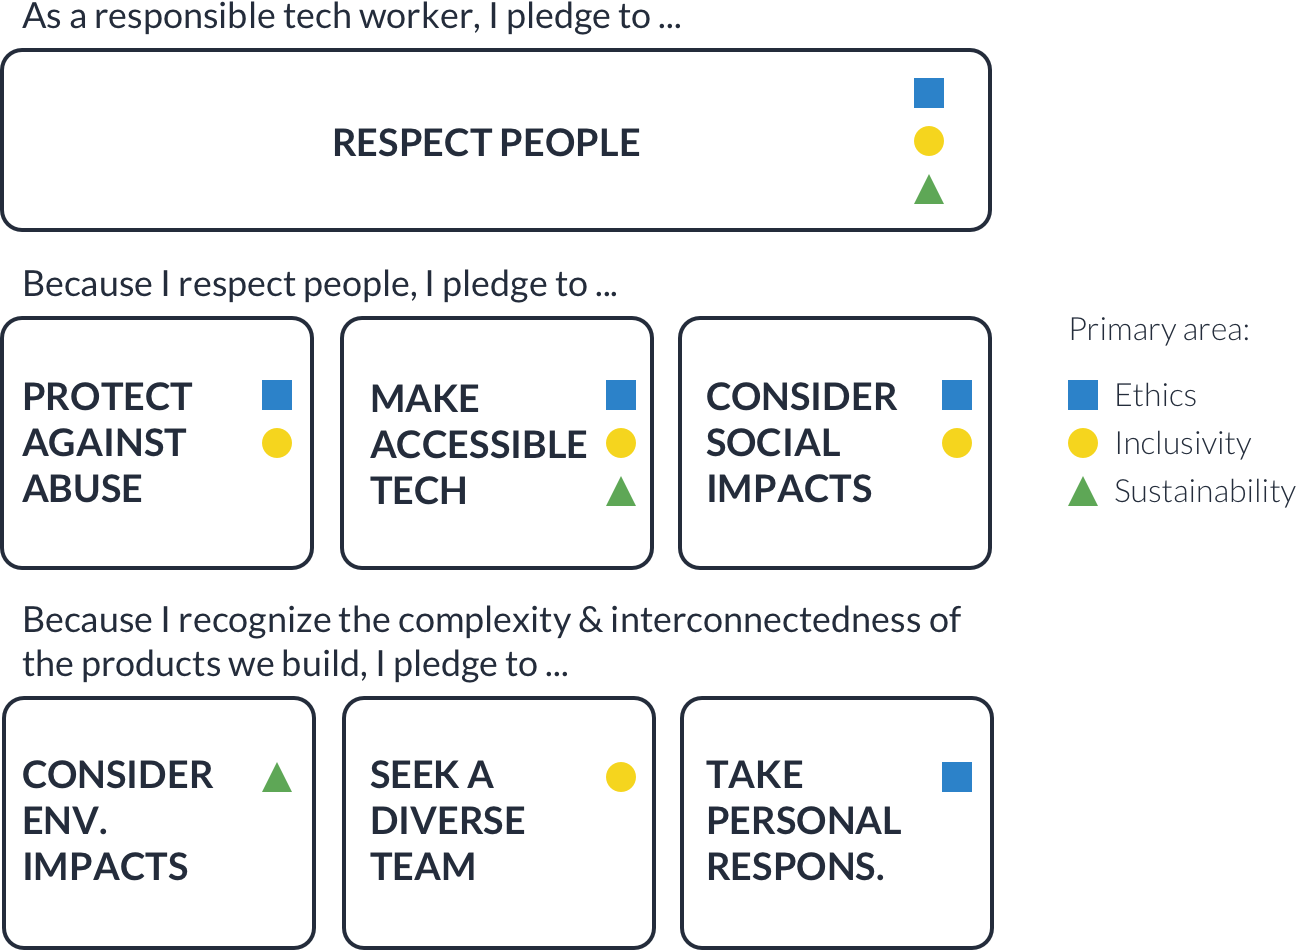 As a responsible tech worker, I pledge to ...
RESPECT PEOPLE
Because I respect people, I pledge to ...
PROTECT
AGAINST
ABUSE
MAKE
ACCESSIBLE
TECH
CONSIDER
SOCIAL
IMPACTS
Primary area:
Ethics
Inclusivity
Sustainability
Because I recognize the complexity & interconnectedness of
the products we build, I pledge to ...
CONSIDER
ENV.
IMPACTS
SEEK A
DIVERSE
TEAM
TAKE
PERSONAL
RESPONS.